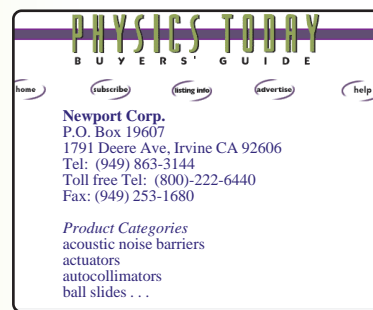 PHYSICS TODAY
BUYERS' GUIDE
home subscribe listing info advertise help
Newport Corp.
P.O. Box 19607
1791 Deere Ave, Irvine CA 92606
Tel: (949) 863-3144
Toll free Tel: (800)-222-6440
Fax: (949) 253-1680
Product Categories
acoustic noise barriers
actuators
autocollimators
ball slides . . .